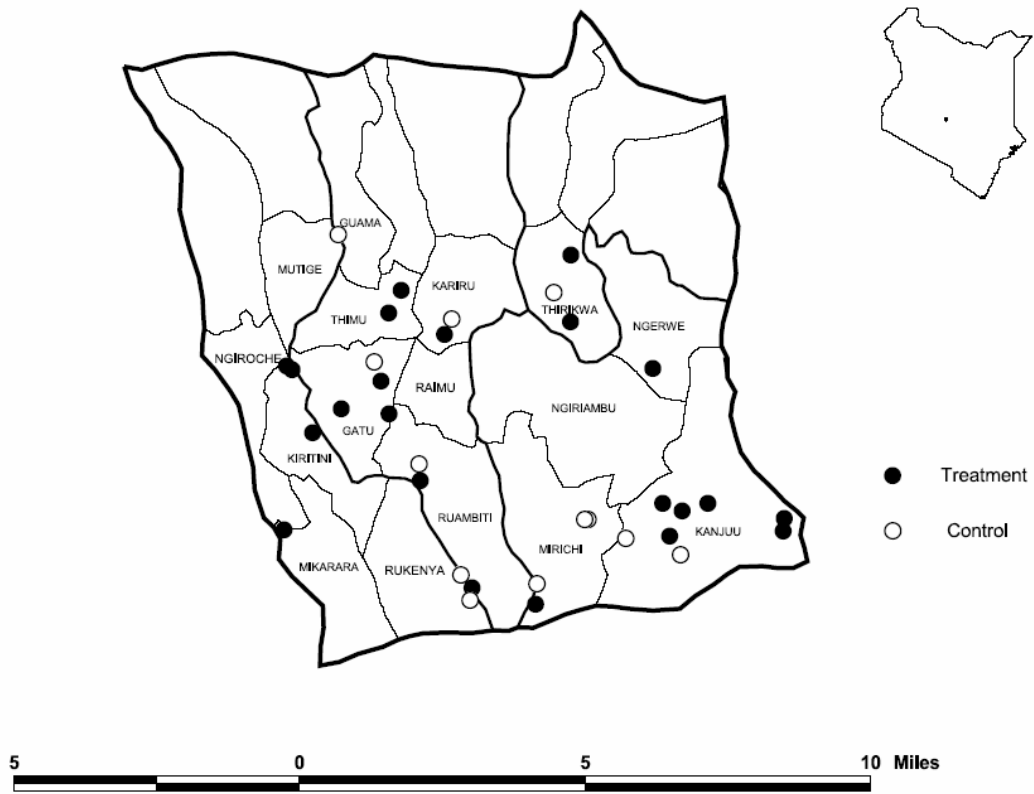 GUAMA
MUTIGE
KARIRU
THIMU
THIRIKWA
NGERWE
NGIROCHE
RAIMU
NGIRIAMBU
GATU
KIRITINI
Treatment
RUAMBITI
KANJUU
Control
MIRICHI
MIKARARA
RUKENYA
5 0 5 10 Miles